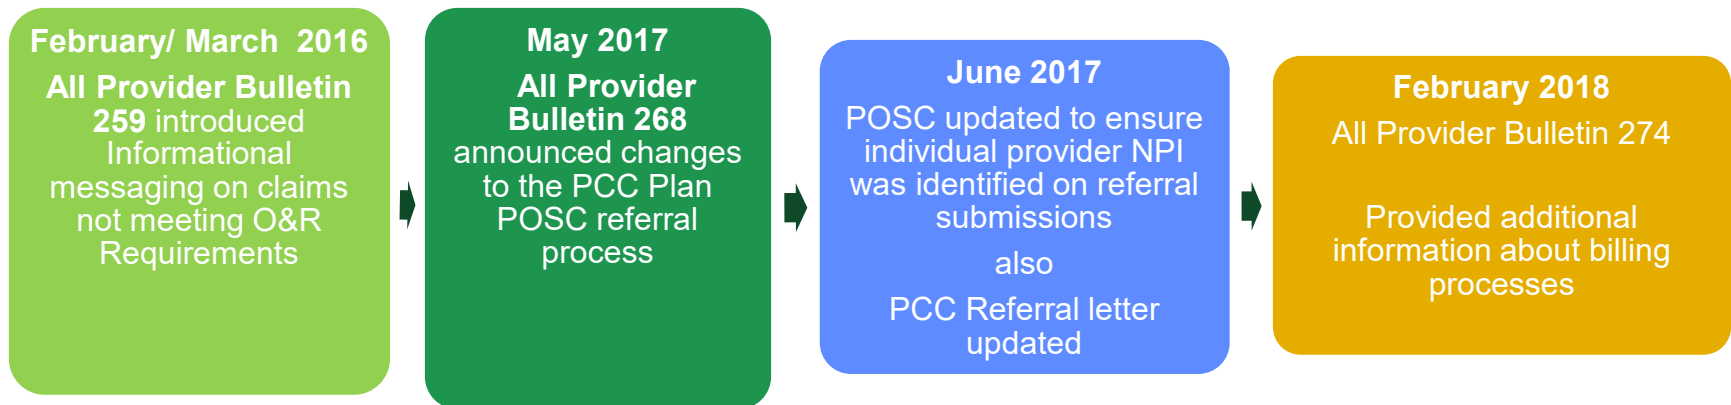 February/ March  2016
All Provider Bulletin
259 introduced
Informational
messaging on claims
not meeting O&R
Requirements
May 2017
All Provider
Bulletin 268
announced changes
to the PCC Plan
POSC referral
process
June 2017
POSC updated to ensure
individual provider NPI
was identified on referral
submissions
also
PCC Referral letter
updated
February 2018
All Provider Bulletin 274
Provided additional
information about billing
processes